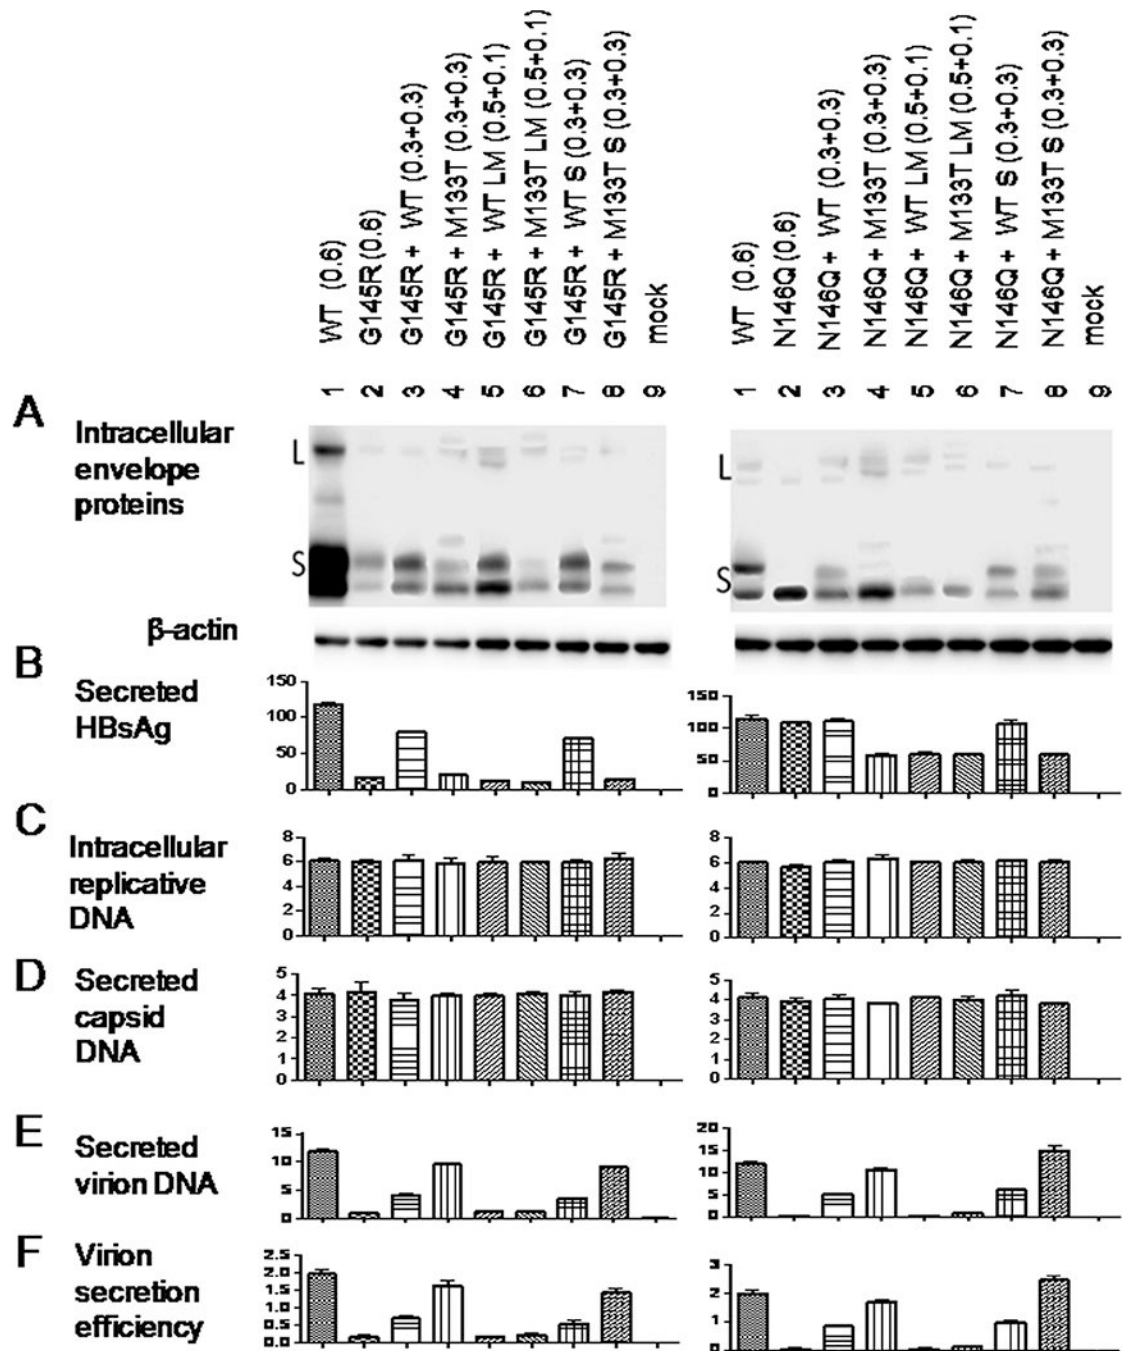 WT (0.6)
G145R (0.6)
G145R + WT (0.3+0.3)
G145R + M133T (0.3+0.3)
G145R + WT LM (0.5+0.1)
G145R + M133T LM (0.5+0.1)
G145R + WT S (0.3+0.3)
G145R + M133T S (0.3+0.3)
mock
WT (0.6)
N146Q (0.6)
N146Q + WT (0.3+0.3)
N146Q + M133T (0.3+0.3)
N146Q + WT LM (0.5+0.1)
N146Q + M133T LM (0.5+0.1)
N146Q + WT S (0.3+0.3)
N146Q + M133T S (0.3+0.3)
mock
1 2 3 4 5 6 7 8 9
1 2 3 4 5 6 7 8 9
A
Intracellular
envelope
proteins
L
S
L
S
β-actin
B
Secreted
HBsAg
150
100
50
0
150
100
50
0
C
Intracellular
replicative
DNA
8
6
4
2
0
8
6
4
2
0
D
Secreted
capsid
DNA
5
4
3
2
1
0
5
4
3
2
1
0
E
Secreted
virion DNA
15
10
5
0
20
15
10
5
0
F
Virion
secretion
efficiency
2.5
2.0
1.5
1.0
0.5
0.0
3
2
1
0